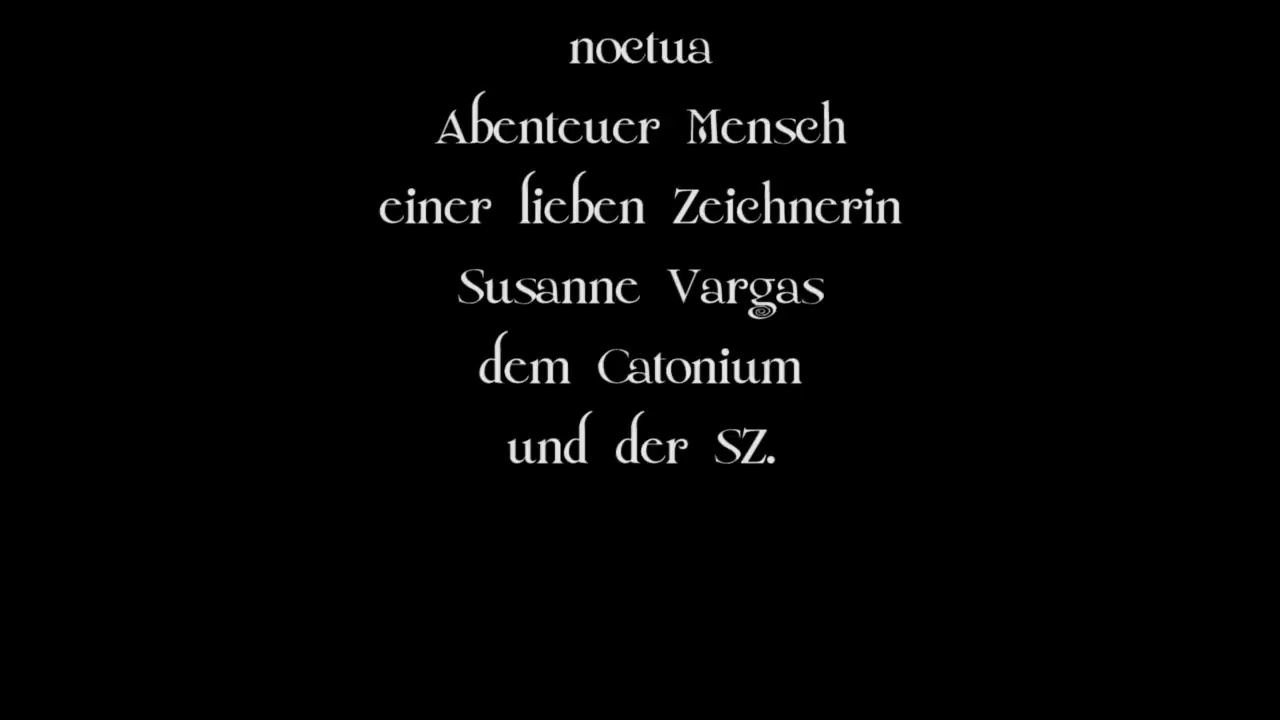 noctua
Abenteuer Mensch
einer lieben Zeichnerin
Susanne Vargas
dem Catonium
und der SZ.